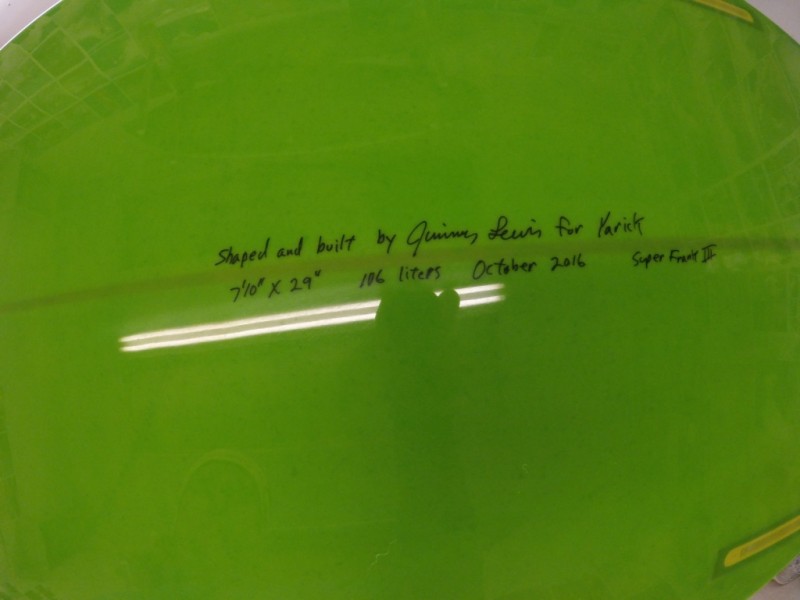 Shaped and built by Quincy Lewis for Yarick
7'10" X 29" 106 liters October 2016 Super Frank III